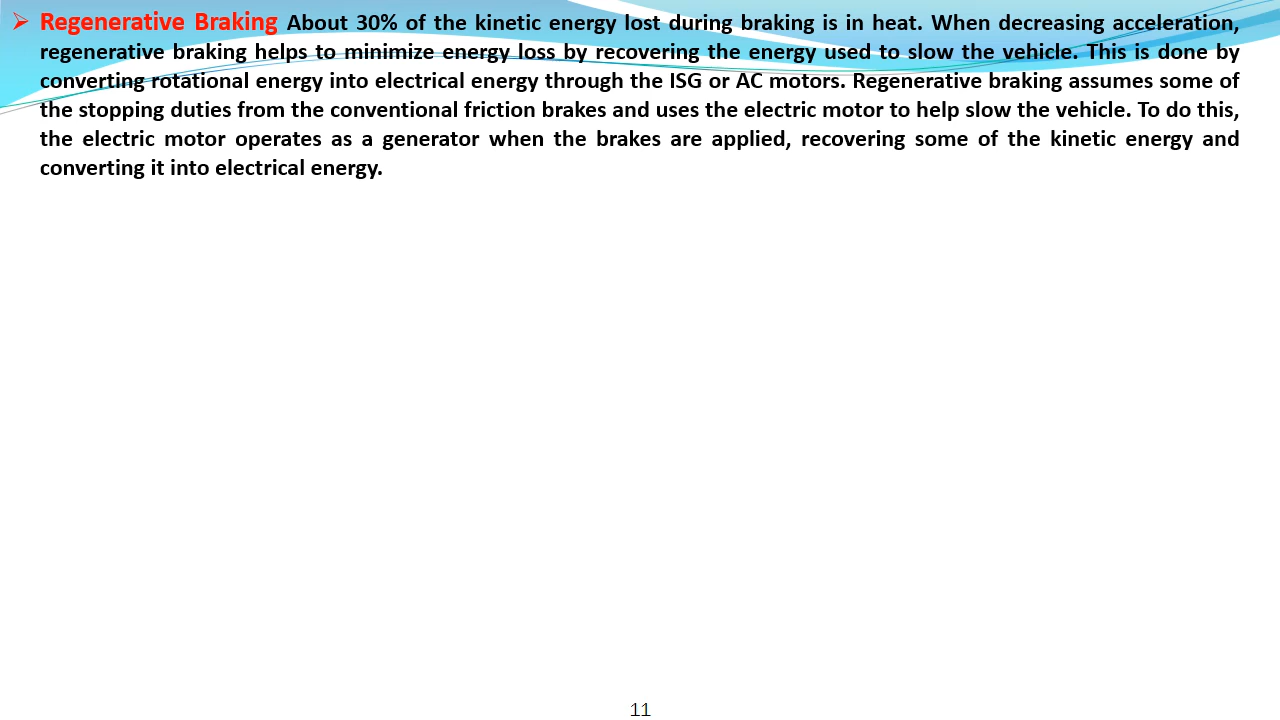 ➢ Regenerative Braking About 30% of the kinetic energy lost during braking is in heat. When decreasing acceleration,
regenerative braking helps to minimize energy loss by recovering the energy used to slow the vehicle. This is done by
converting rotational energy into electrical energy through the ISG or AC motors. Regenerative braking assumes some of
the stopping duties from the conventional friction brakes and uses the electric motor to help slow the vehicle. To do this,
the electric motor operates as a generator when the brakes are applied, recovering some of the kinetic energy and
converting it into electrical energy.
11